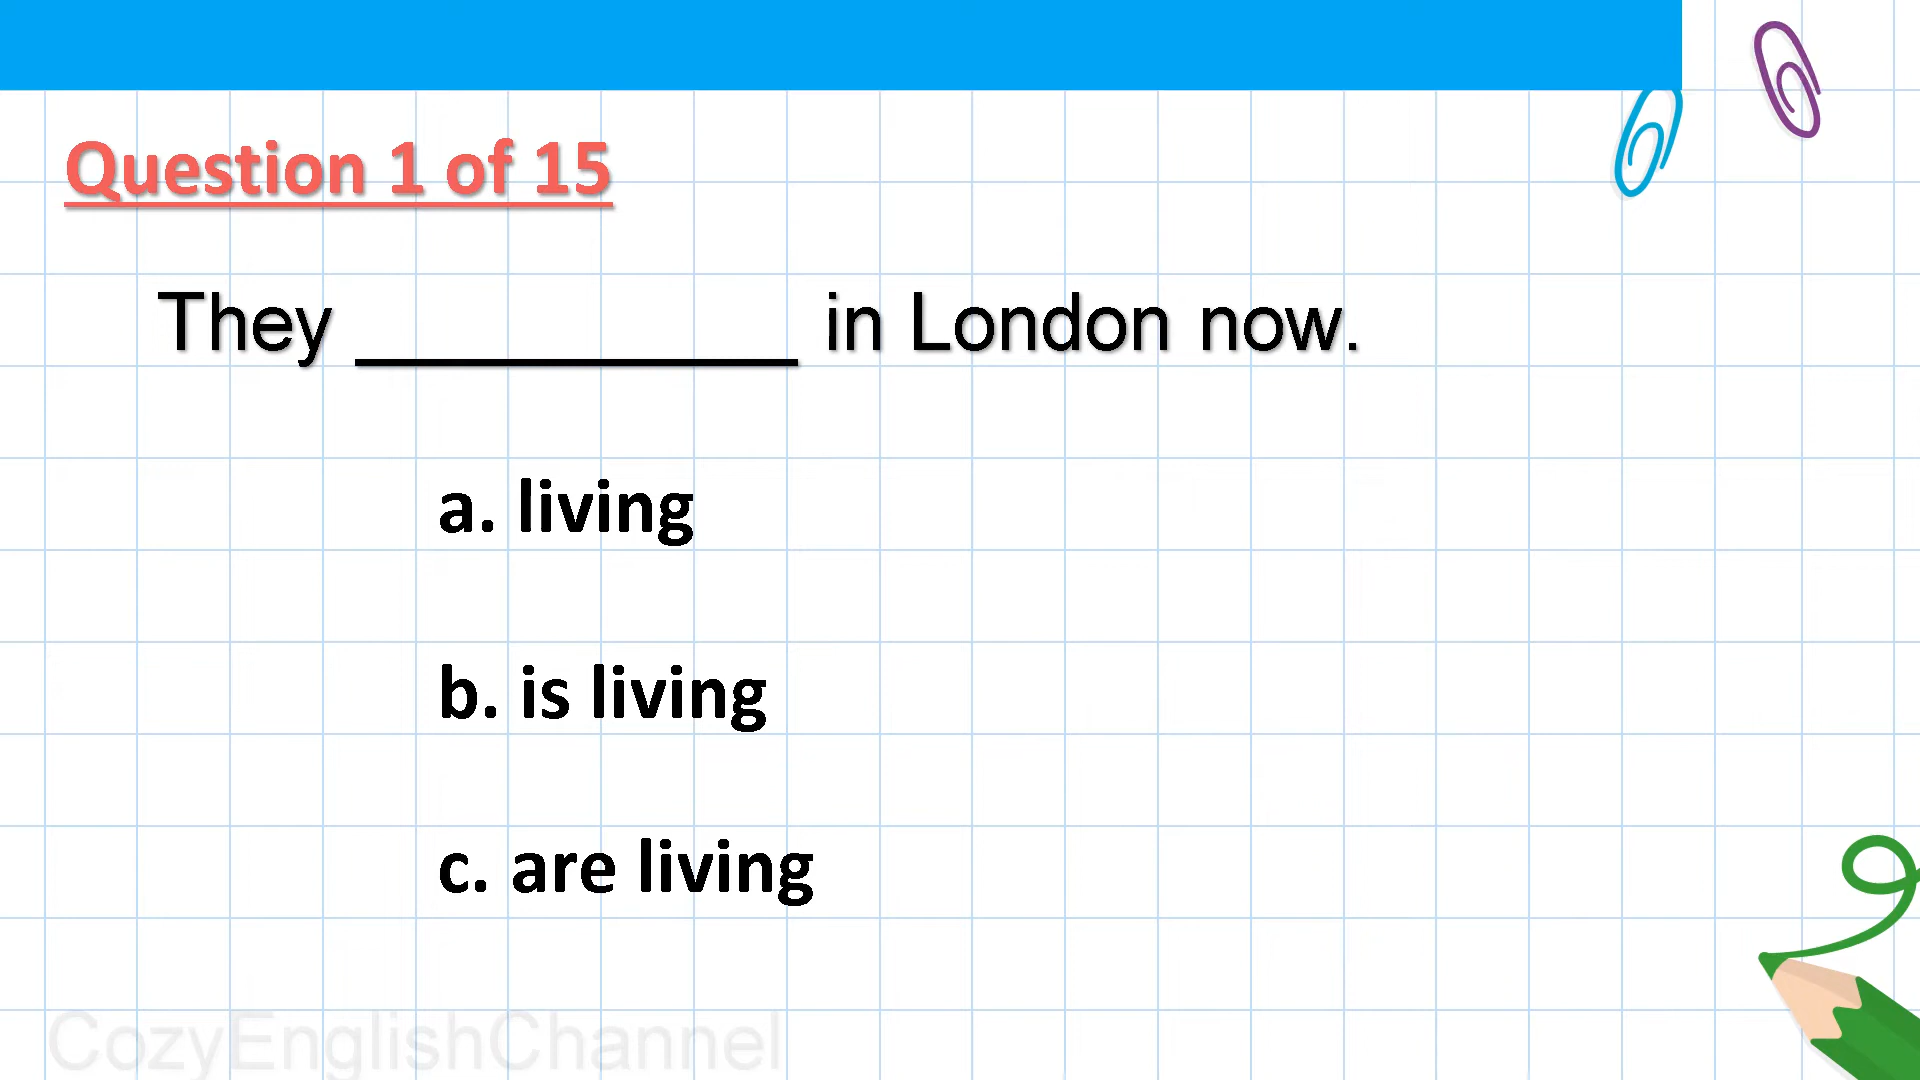 Question 1 of 15
They ___________ in London now.
a. living
b. is living
c. are living
CozyEnglishChannel